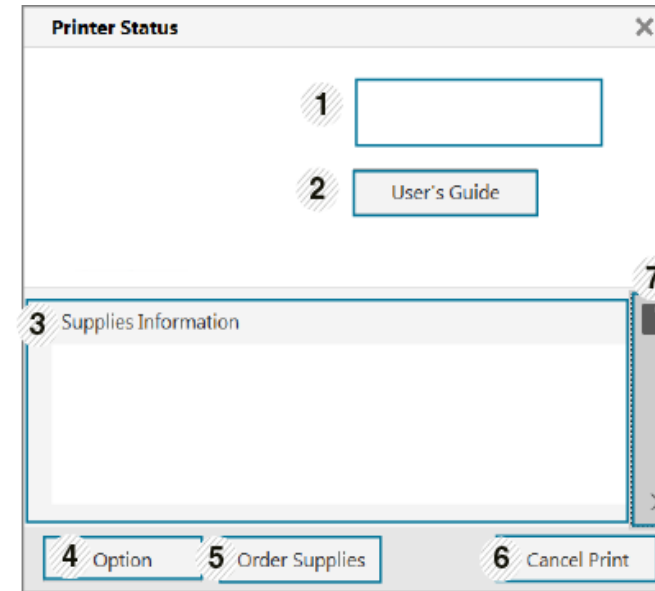 Printer Status
1
2 User's Guide
7
3 Supplies Information
4 Option 5 Order Supplies 6 Cancel Print